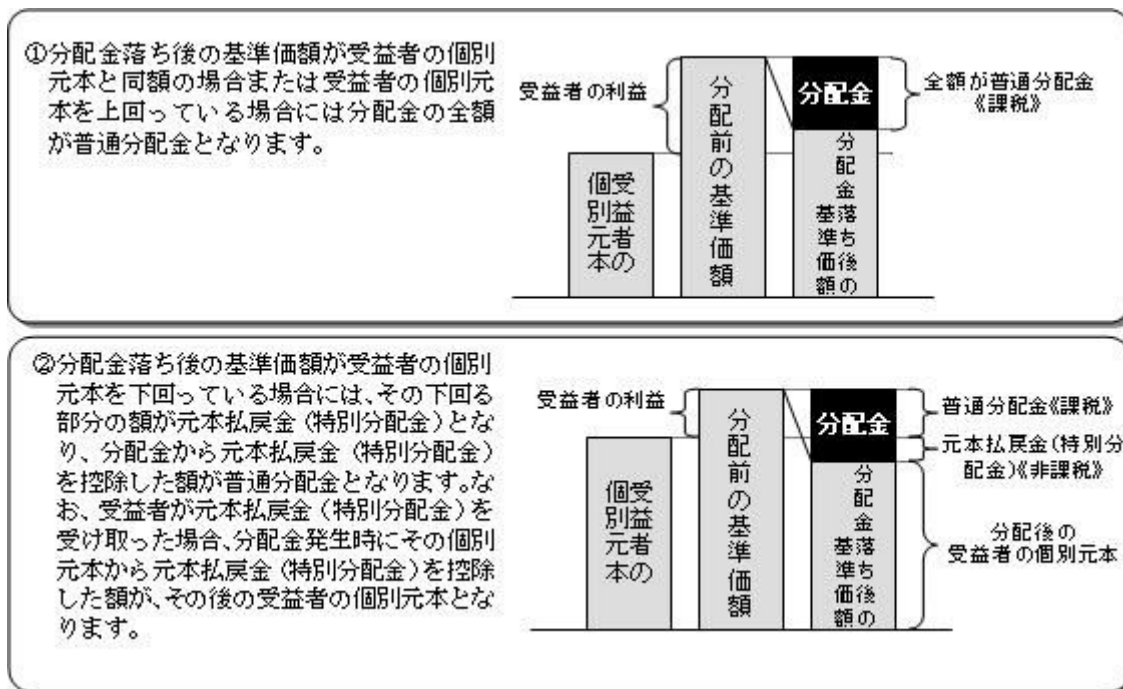 ①分配金落ち後の基準価額が受益者の個別
元本と同額の場合または受益者の個別元
本を上回っている場合には分配金の全額
が普通分配金となります。
受益者の利益
受益者の
個別元本
分配前の基準価額
分配金
分配金落ち後の
基準価額
全額が普通分配金
《課税》
②分配金落ち後の基準価額が受益者の個別
元本を下回っている場合には、その下回る
部分の額が元本払戻金(特別分配金)とな
り、分配金から元本払戻金(特別分配金)
を控除した額が普通分配金となります。な
お、受益者が元本払戻金(特別分配金)を
受け取った場合、分配金発生時にその個別
元本から元本払戻金(特別分配金)を控除
した額が、その後の受益者の個別元本とな
ります。
受益者の利益
受益者の
個別元本
分配前の基準価額
分配金
分配金落ち後の
基準価額
普通分配金《課税》
元本払戻金(特別分
配金)《非課税》
分配後の
受益者の個別元本